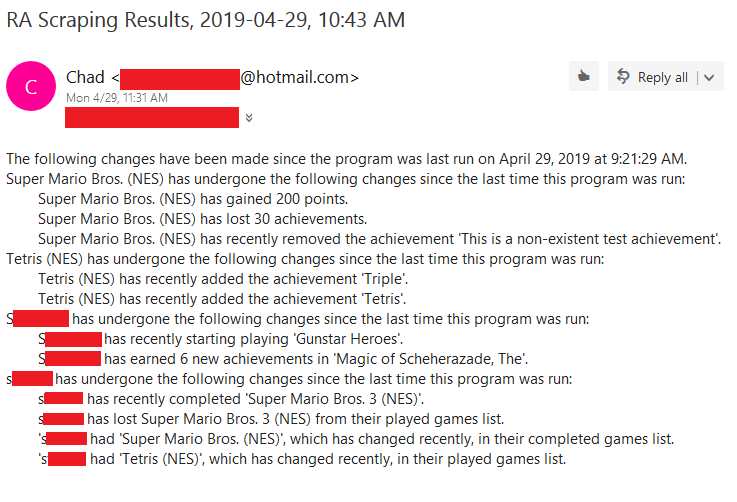 RA Scraping Results, 2019-04-29, 10:43 AM
C
Chad <@hotmail.com>
Reply all
Mon 4/29, 11:31 AM
The following changes have been made since the program was last run on April 29, 2019 at 9:21:29 AM.
Super Mario Bros. (NES) has undergone the following changes since the last time this program was run:
Super Mario Bros. (NES) has gained 200 points.
Super Mario Bros. (NES) has lost 30 achievements.
Super Mario Bros. (NES) has recently removed the achievement 'This is a non-existent test achievement'.
Tetris (NES) has undergone the following changes since the last time this program was run:
Tetris (NES) has recently added the achievement 'Triple'.
Tetris (NES) has recently added the achievement 'Tetris'.
S has undergone the following changes since the last time this program was run:
S has recently starting playing 'Gunstar Heroes'.
S has earned 6 new achievements in 'Magic of Scheherazade, The'.
s has undergone the following changes since the last time this program was run:
s has recently completed 'Super Mario Bros. 3 (NES)'.
s has lost Super Mario Bros. 3 (NES) from their played games list.
's had 'Super Mario Bros. (NES)', which has changed recently, in their completed games list.
's had 'Tetris (NES)', which has changed recently, in their played games list.